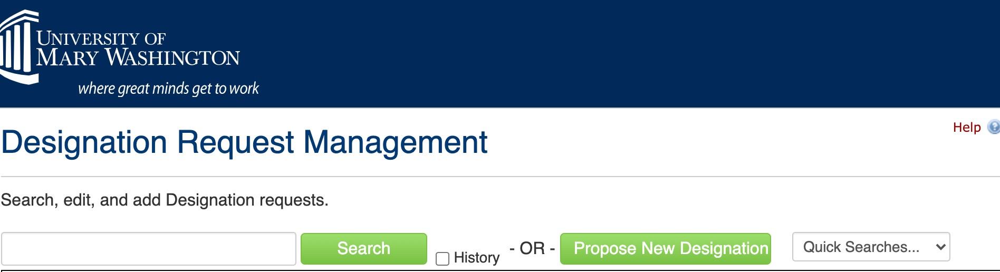 UNIVERSITY OF
MARY WASHINGTON
where great minds get to work
Help
Designation Request Management
Search, edit, and add Designation requests.
Search History - OR - Propose New Designation Quick Searches...